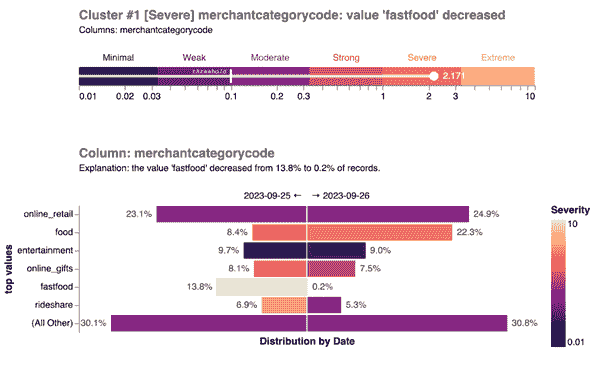 Cluster #1 [Severe] merchantcategorycode: value 'fastfood' decreased
Columns: merchantcategorycode
Minimal Weak Moderate Strong Severe Extreme
threshold
2.171
0.01 0.02 0.03 0.1 0.2 0.3 1 2 3 10
Column: merchantcategorycode
Explanation: the value 'fastfood' decreased from 13.8% to 0.2% of records.
2023-09-25 ← → 2023-09-26
Severity
online_retail 23.1% 24.9%
10
food 8.4% 22.3%
entertainment 9.7% 9.0%
top values
online_gifts 8.1% 7.5%
fastfood 13.8% 0.2%
rideshare 6.9% 5.3%
(All Other) 30.1% 30.8%
0.01
Distribution by Date